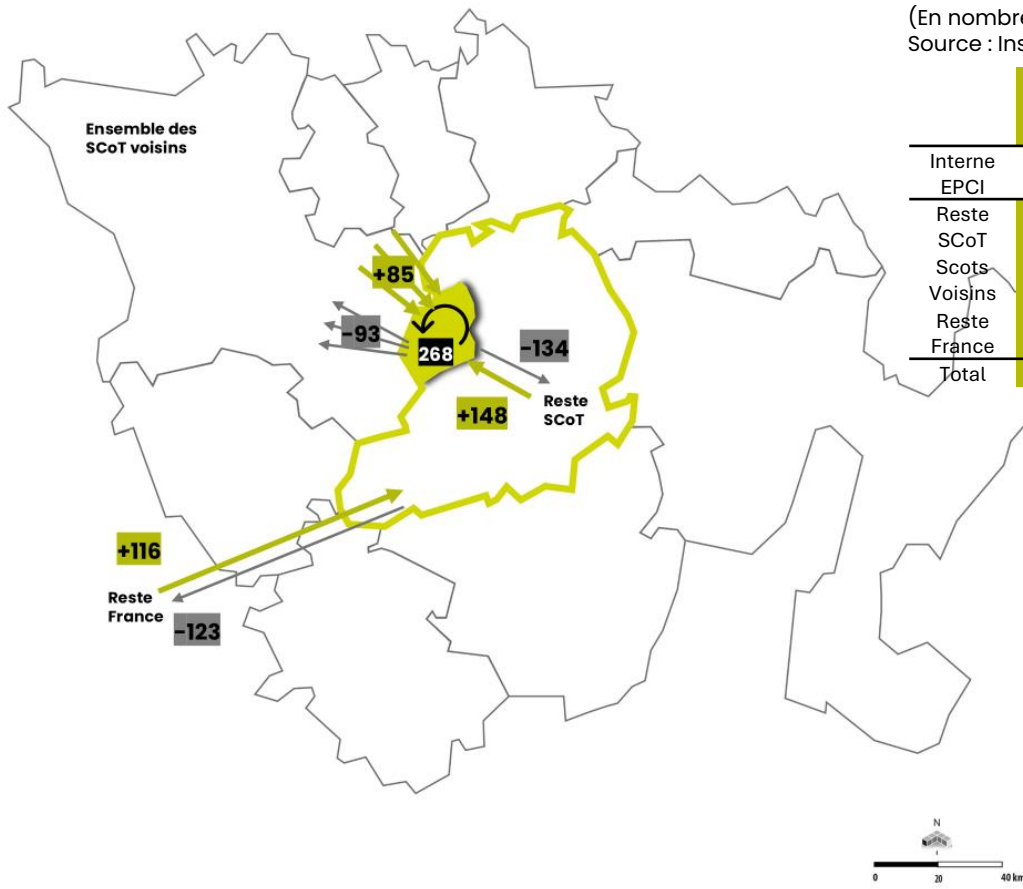 (En nombre
Source : Ins
Ensemble des
SCoT voisins
Interne
EPCI
Reste
SCoT
Scots
Voisins
Reste
France
Total
+85
-93
268
-134
+148
Reste
SCoT
+116
Reste
France
-123
N
0 20 40 km